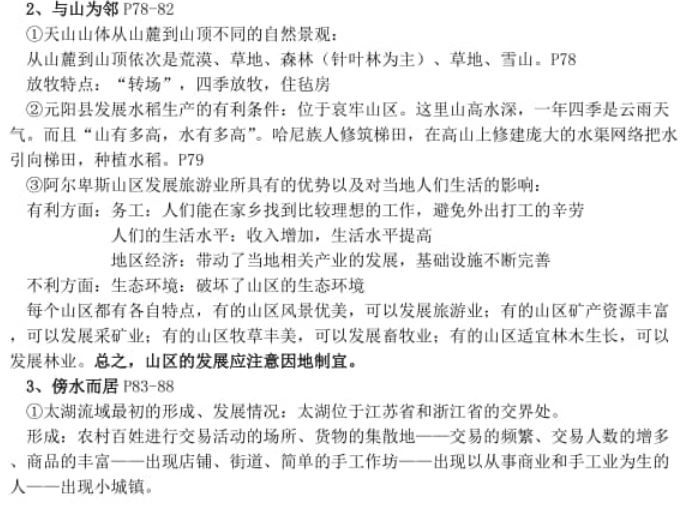 2、与山为邻 P78-82
①天山山体从山麓到山顶不同的自然景观：
从山麓到山顶依次是荒漠、草地、森林（针叶林为主）、草地、雪山。P78
放牧特点：“转场”，四季放牧，住毡房
②元阳县发展水稻生产的有利条件：位于哀牢山区。这里山高水深，一年四季是云雨天
气。而且“山有多高，水有多高”。哈尼族人修筑梯田，在高山上修建庞大的水渠网络把水
引向梯田，种植水稻。P79
③阿尔卑斯山区发展旅游业所具有的优势以及对当地人们生活的影响：
有利方面：务工：人们能在家乡找到比较理想的工作，避免外出打工的辛劳
人们的生活水平：收入增加，生活水平提高
地区经济：带动了当地相关产业的发展，基础设施不断完善
不利方面：生态环境：破坏了山区的生态环境
每个山区都有各自特点，有的山区风景优美，可以发展旅游业；有的山区矿产资源丰富
，可以发展采矿业；有的山区牧草丰美，可以发展畜牧业；有的山区适宜林木生长，可以
发展林业。总之，山区的发展应注意因地制宜。
3、傍水而居 P83-88
①太湖流域最初的形成、发展情况：太湖位于江苏省和浙江省的交界处。
形成：农村百姓进行交易活动的场所、货物的集散地——交易的频繁、交易人数的增多
、商品的丰富——出现店铺、街道、简单的手工作坊——出现以从事商业和手工业为生的
人——出现小城镇。